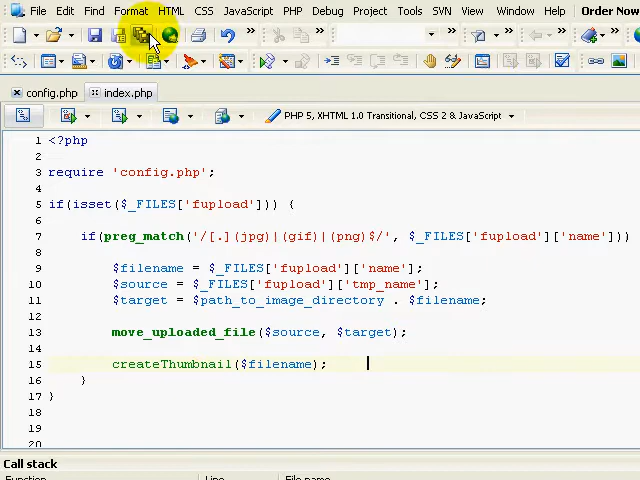 File Edit Find Format HTML CSS JavaScript PHP Debug Project Tools SVN View Window Help Order Now
config.php index.php
PHP 5, XHTML 1.0 Transitional, CSS 2 & JavaScript
1 <?php
2
3 require 'config.php';
4
5 if(isset($_FILES['fupload'])) {
6
7 if(preg_match('/[.](jpg)|(gif)|(png)$/', $_FILES['fupload']['name']))
8
9 $filename = $_FILES['fupload']['name'];
10 $source = $_FILES['fupload']['tmp_name'];
11 $target = $path_to_image_directory . $filename;
12
13 move_uploaded_file($source, $target);
14
15 createThumbnail($filename);
16 }
17 }
18
19
20
Call stack
Function Line File name